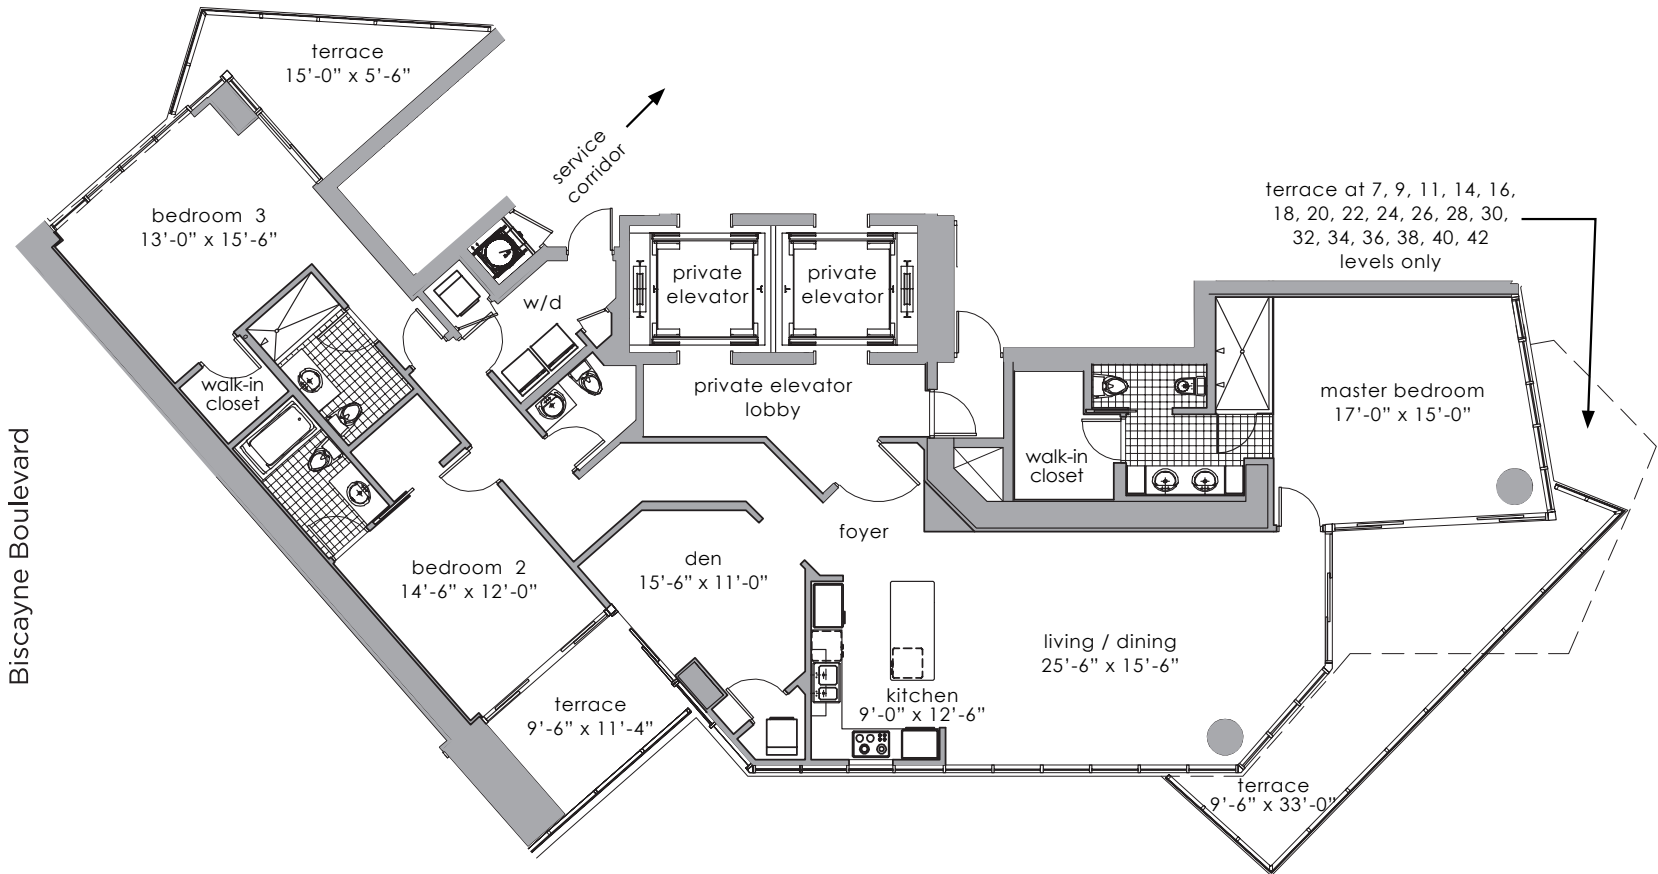 terrace
15'-0" x 5'-6"
service
corridor
terrace at 7, 9, 11, 14, 16,
18, 20, 22, 24, 26, 28, 30,
32, 34, 36, 38, 40, 42
levels only
bedroom 3
13'-0" x 15'-6"
w/d
private
elevator
private
elevator
walk-in
closet
private elevator
lobby
master bedroom
17'-0" x 15'-0"
walk-in
closet
Biscayne Boulevard
foyer
bedroom 2
14'-6" x 12'-0"
den
15'-6" x 11'-0"
living / dining
25'-6" x 15'-6"
terrace
9'-6" x 11'-4"
kitchen
9'-0" x 12'-6"
terrace
9'-6" x 33'-0"